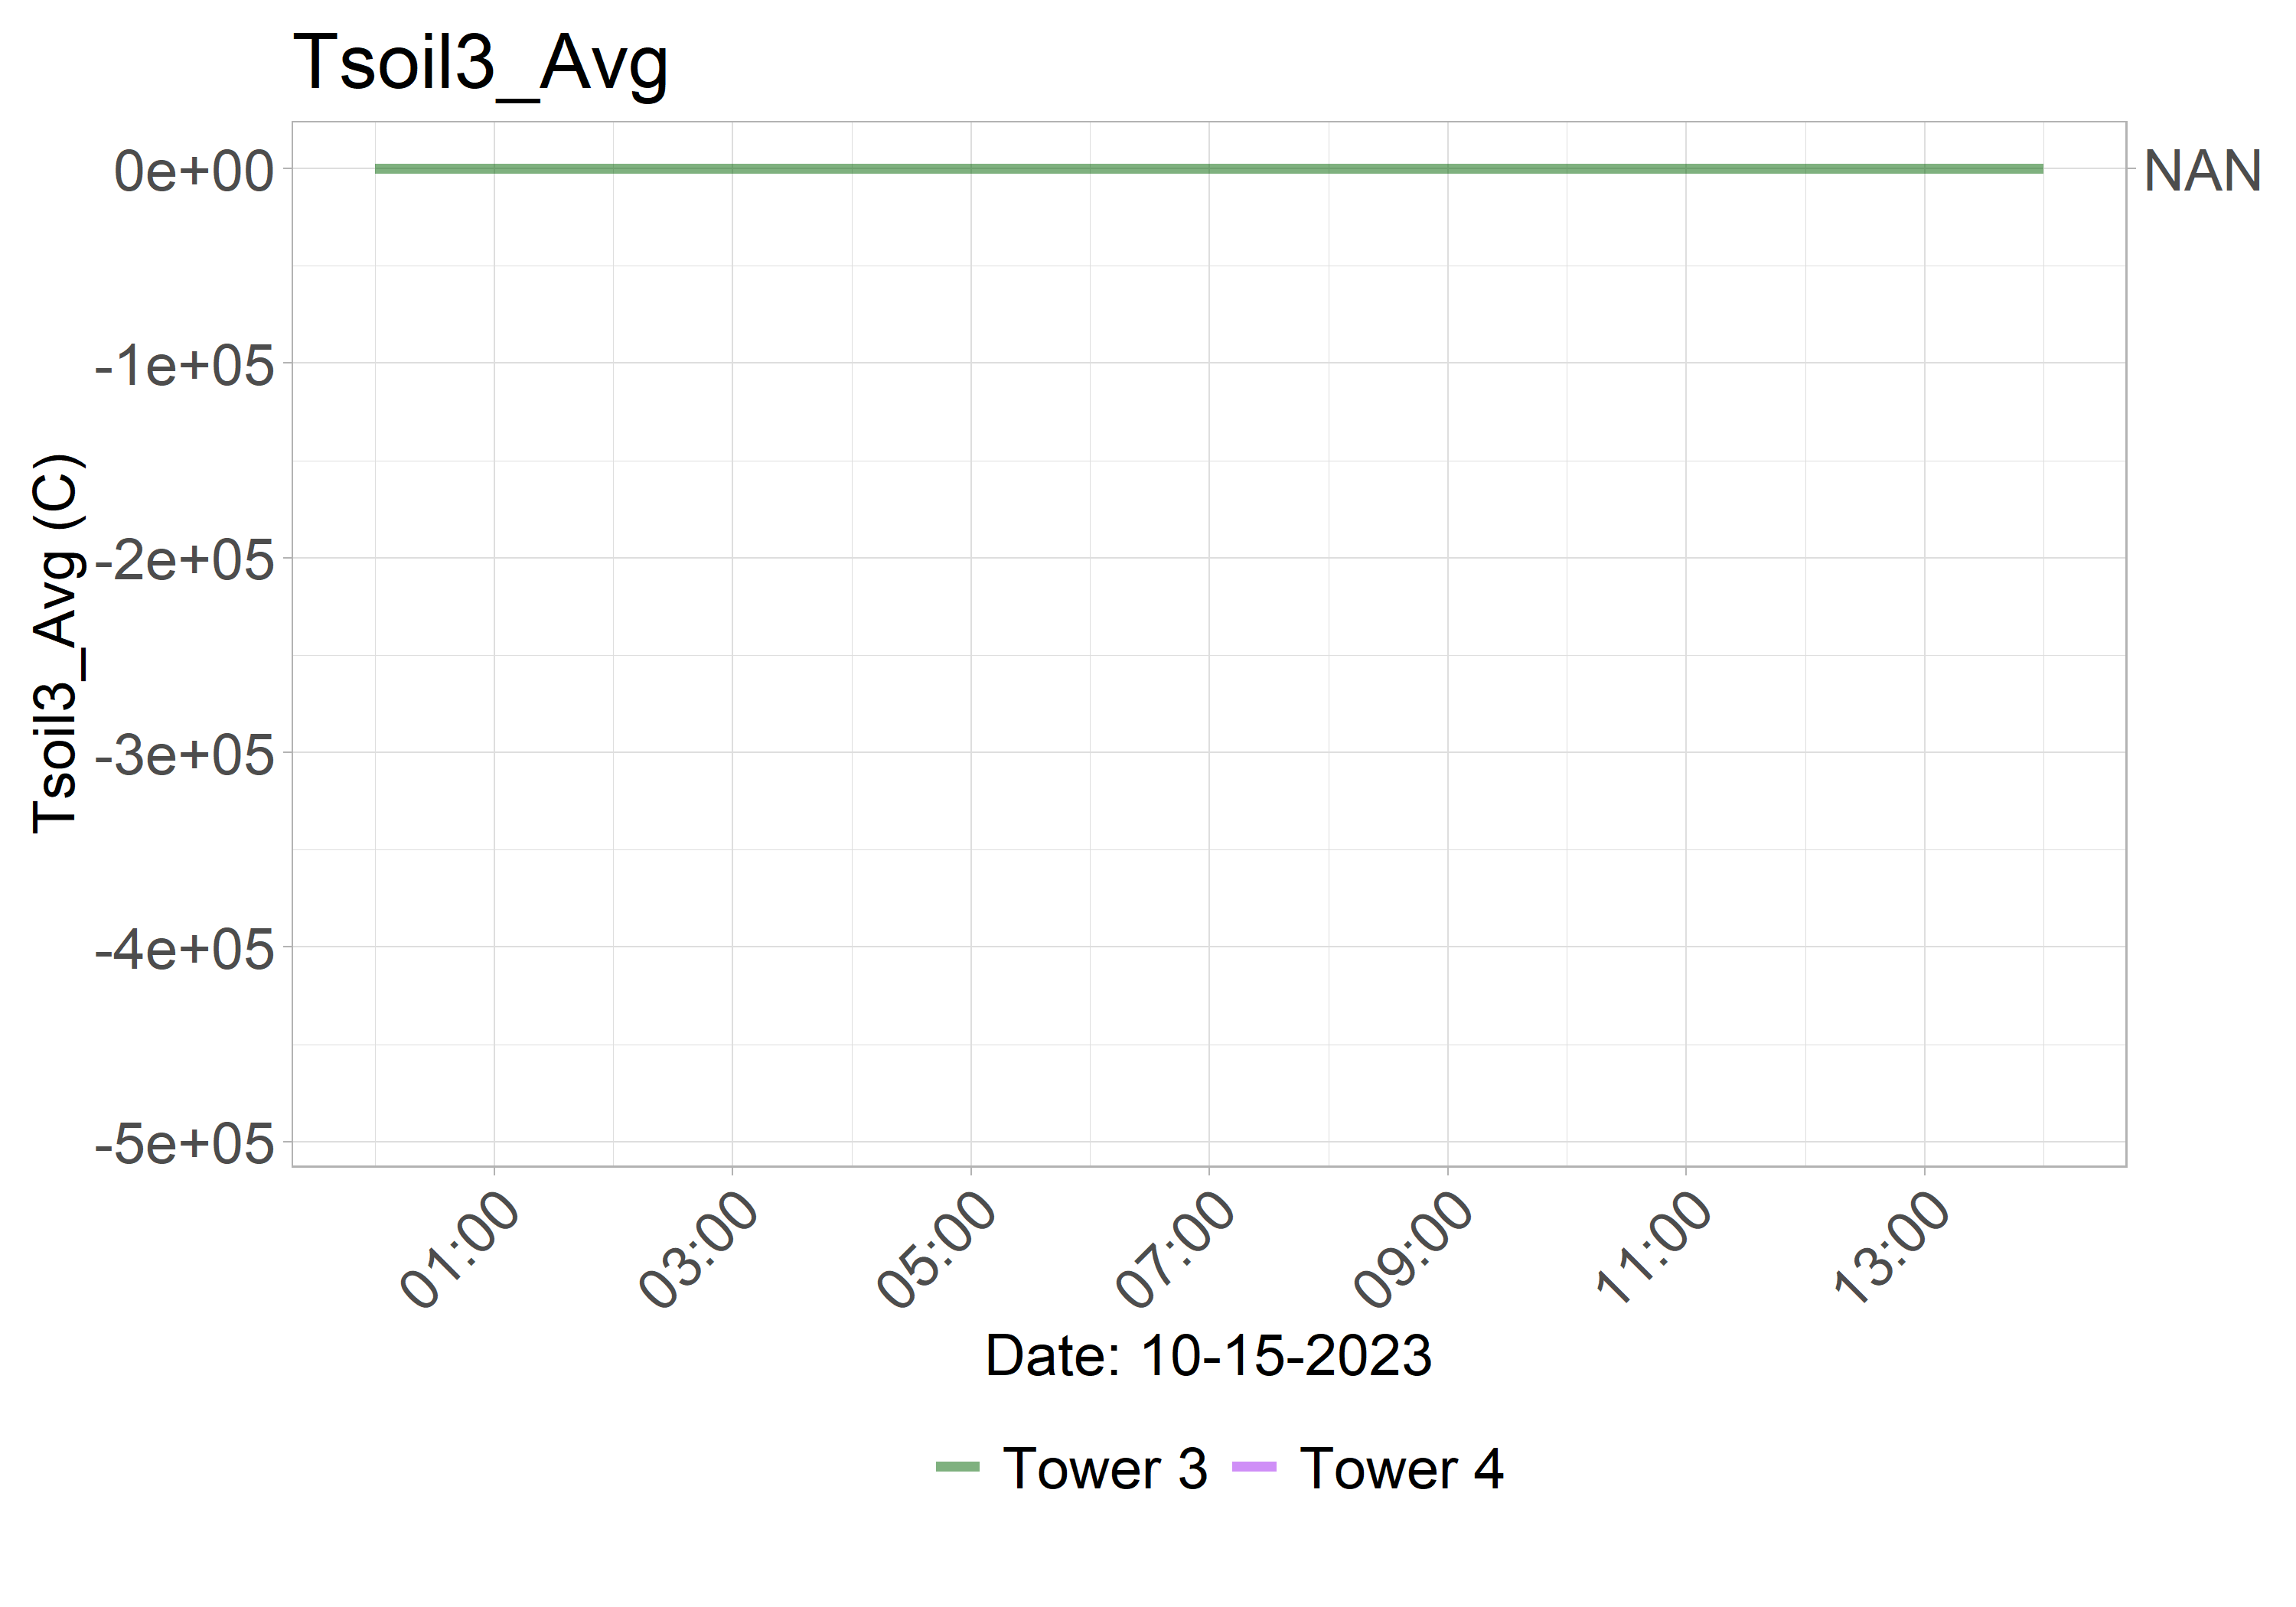 Tsoil3_Avg
Tsoil3_Avg (C)
0e+00
-1e+05
-2e+05
-3e+05
-4e+05
-5e+05
NAN
01:00 03:00 05:00 07:00 09:00 11:00 13:00
Date: 10-15-2023
Tower 3 Tower 4